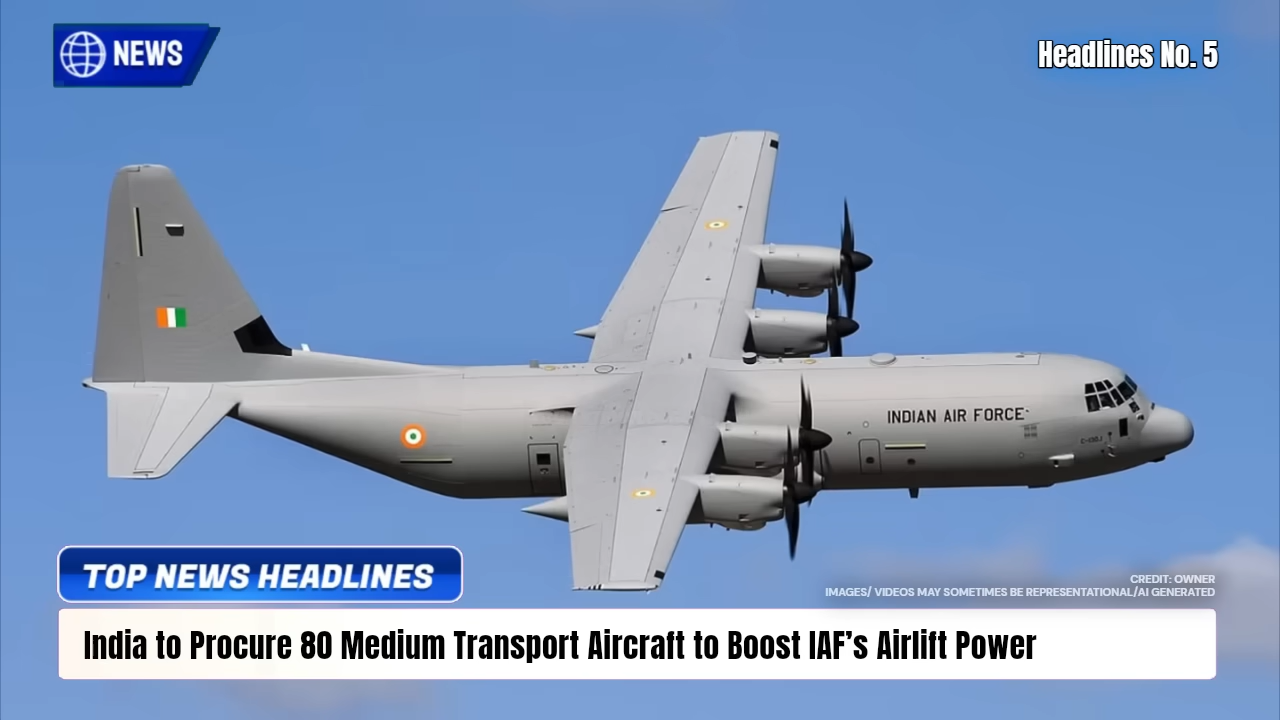 NEWS
Headlines No. 5
INDIAN AIR FORCE
C-130J
TOP NEWS HEADLINES
CREDIT: OWNER
IMAGES/ VIDEOS MAY SOMETIMES BE REPRESENTATIONAL/AI GENERATED
India to Procure 80 Medium Transport Aircraft to Boost IAF’s Airlift Power